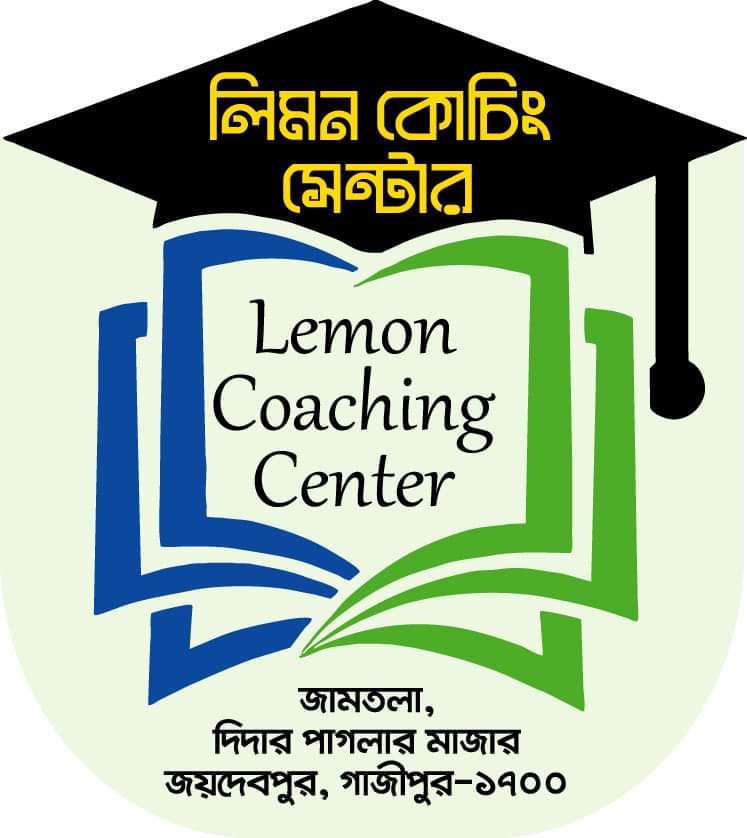 লিমন কোচিং
সেন্টার
Lemon
Coaching
Center
জামতলা,
দিদার পাগলার মাজার
জয়দেবপুর, গাজীপুর-১৭০০